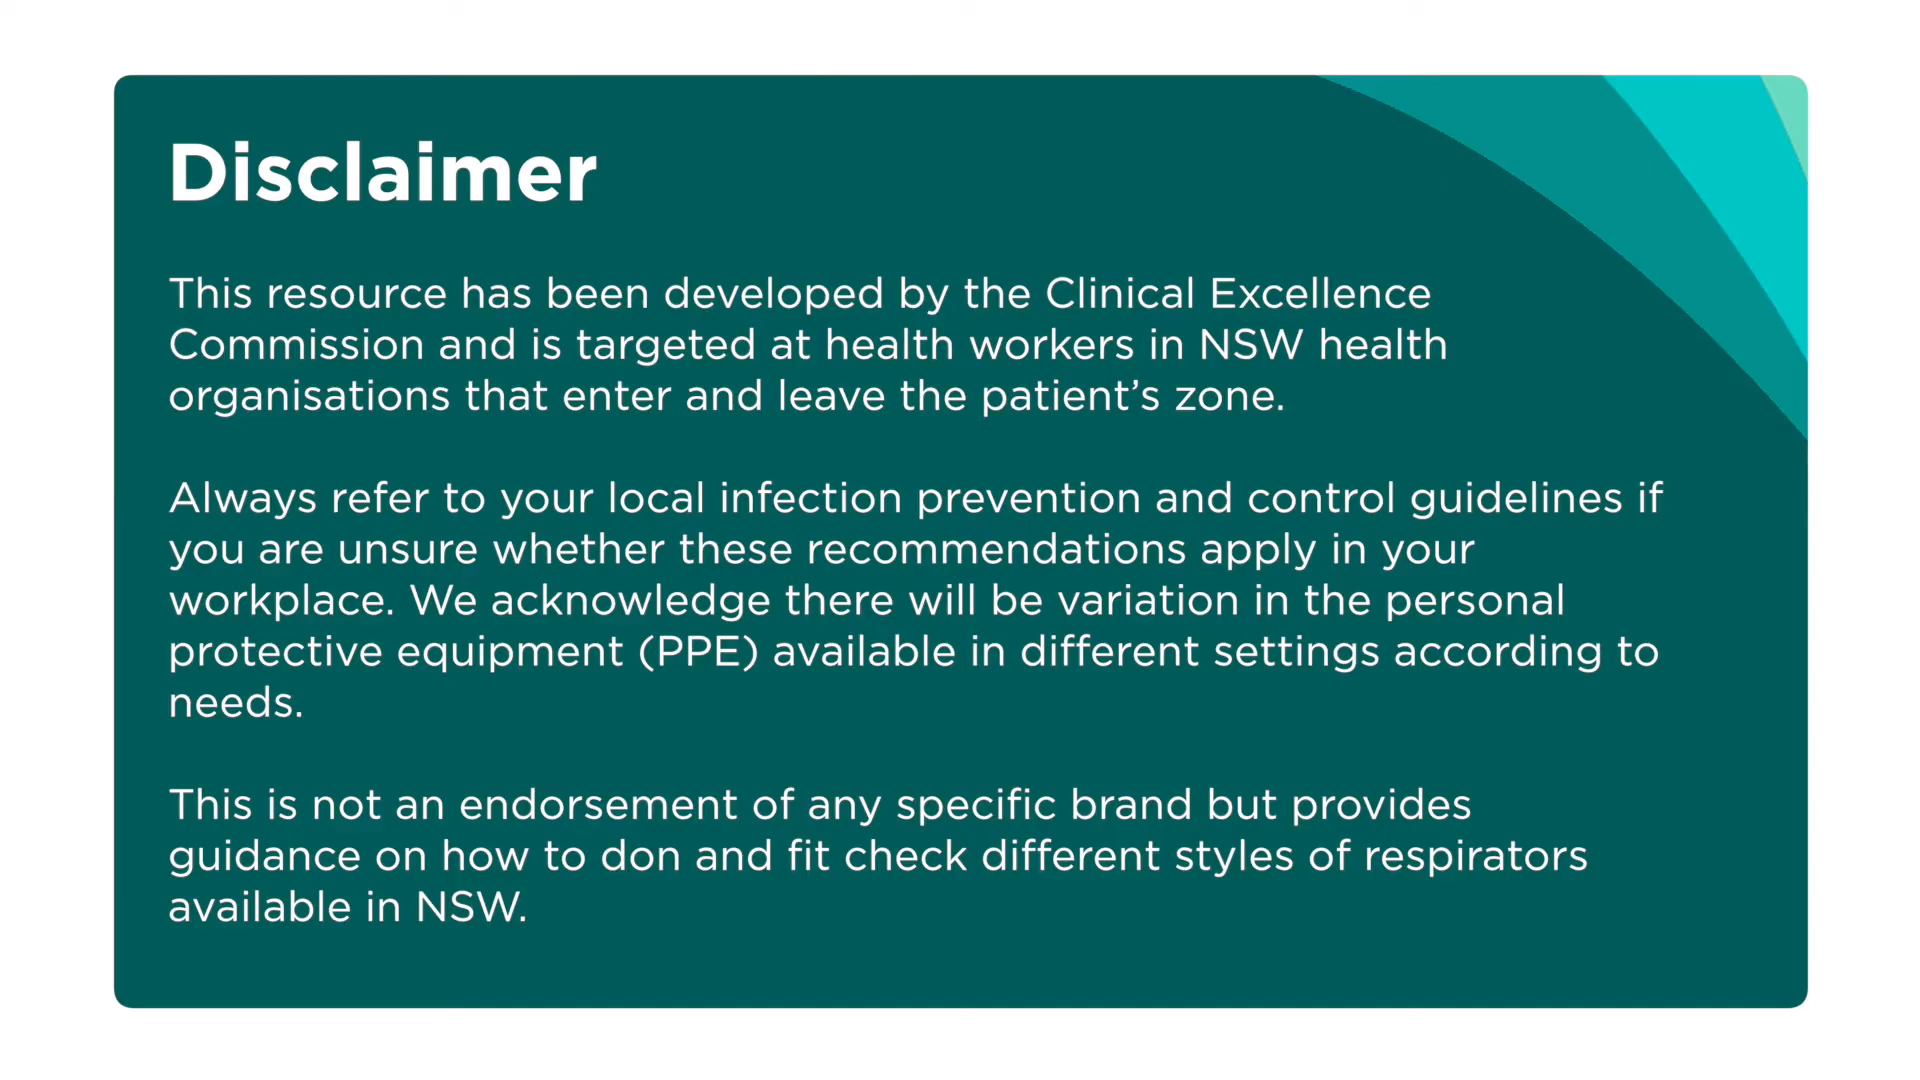 Disclaimer
This resource has been developed by the Clinical Excellence
Commission and is targeted at health workers in NSW health
organisations that enter and leave the patient’s zone.
Always refer to your local infection prevention and control guidelines if
you are unsure whether these recommendations apply in your
workplace. We acknowledge there will be variation in the personal
protective equipment (PPE) available in different settings according to
needs.
This is not an endorsement of any specific brand but provides
guidance on how to don and fit check different styles of respirators
available in NSW.